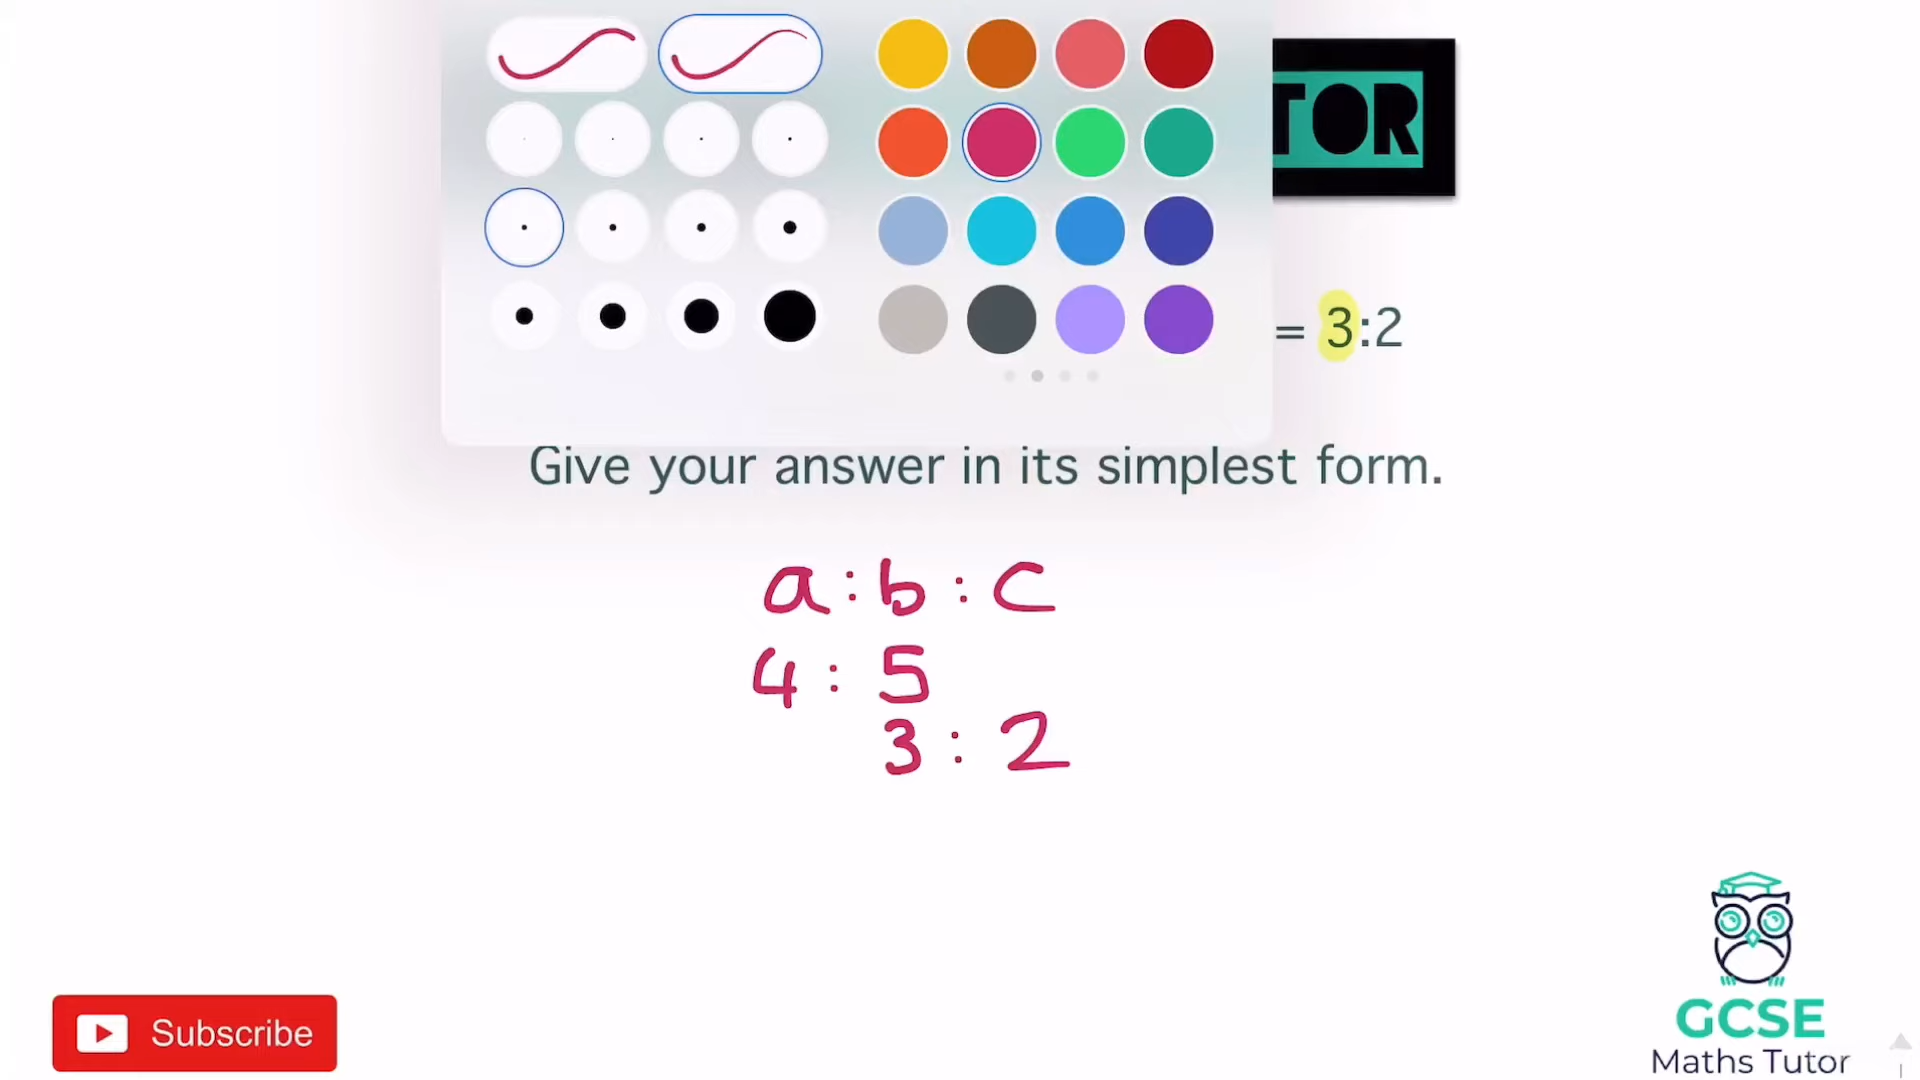 TOR
= 3:2
Give your answer in its simplest form.
a : b : c
4 : 5
3 : 2
Subscribe
GCSE
Maths Tutor